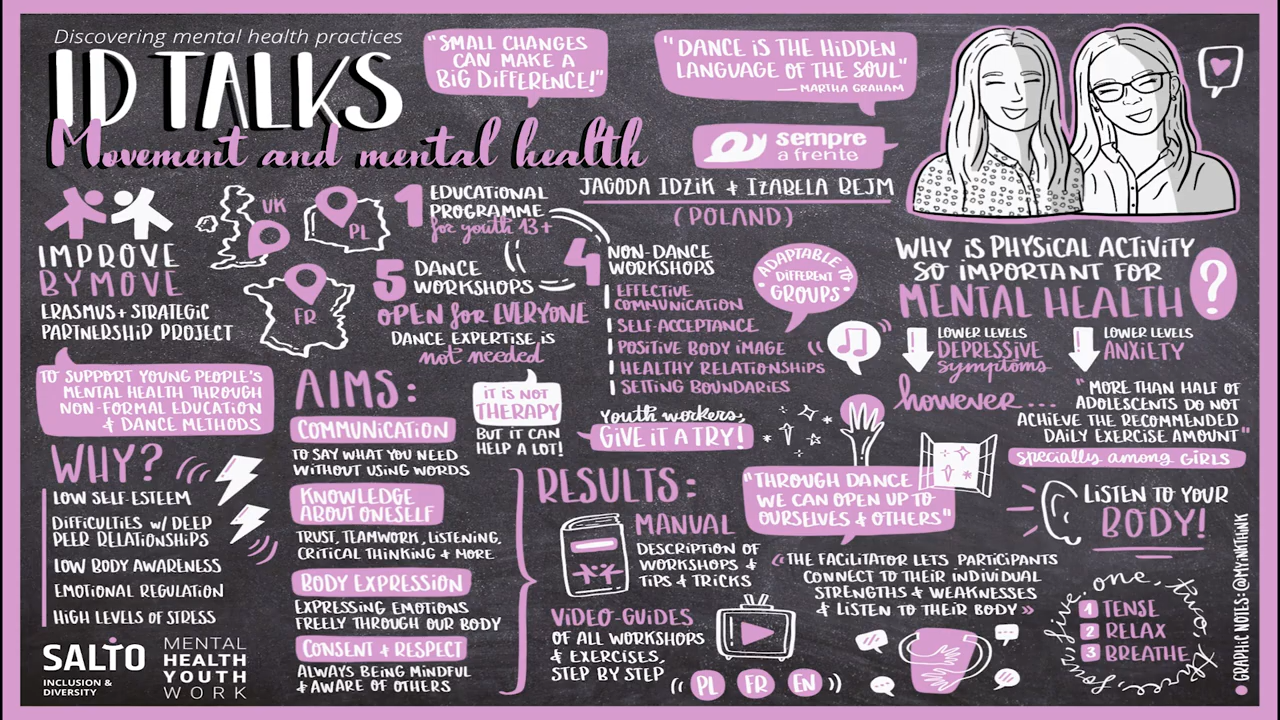 Discovering mental health practices
ID TALKS
Movement and mental health
"SMALL CHANGES
CAN MAKE A
BIG DIFFERENCE!"
"DANCE IS THE HIDDEN
LANGUAGE OF THE SOUL"
— MARTHA GRAHAM
sempre
a frente
JAGODA IDZIK + IZABELA REJM
(POLAND)
IMPROVE
BY MOVE
ERASMUS+ STRATEGIC
PARTNERSHIP PROJECT
UK
PL
FR
1 EDUCATIONAL
PROGRAMME
for youth 13+
5 DANCE
WORKSHOPS
OPEN for EVERYONE
DANCE EXPERTISE IS
not needed
4 NON-DANCE
WORKSHOPS
EFFECTIVE
COMMUNICATION
SELF-ACCEPTANCE
POSITIVE BODY IMAGE
HEALTHY RELATIONSHIPS
SETTING BOUNDARIES
ADAPTABLE TO
DIFFERENT
GROUPS
WHY IS PHYSICAL ACTIVITY
SO IMPORTANT FOR
MENTAL HEALTH
?
LOWER LEVELS
DEPRESSIVE
symptoms
LOWER LEVELS
ANXIETY
however...
"MORE THAN HALF OF
ADOLESCENTS DO NOT
ACHIEVE THE RECOMMENDED
DAILY EXERCISE AMOUNT"
specially among GIRLS
TO SUPPORT YOUNG PEOPLE'S
MENTAL HEALTH THROUGH
NON-FORMAL EDUCATION
& DANCE METHODS
WHY?
LOW SELF-ESTEEM
DIFFICULTIES W/ DEEP
PEER RELATIONSHIPS
LOW BODY AWARENESS
EMOTIONAL REGULATION
HIGH LEVELS OF STRESS
AIMS:
COMMUNICATION
TO SAY WHAT YOU NEED
WITHOUT USING WORDS
KNOWLEDGE
ABOUT ONESELF
TRUST, TEAMWORK, LISTENING,
CRITICAL THINKING & MORE
BODY EXPRESSION
EXPRESSING EMOTIONS
FREELY THROUGH OUR BODY
CONSENT & RESPECT
ALWAYS BEING MINDFUL
& AWARE OF OTHERS
IT IS NOT
THERAPY
BUT IT CAN
HELP A LOT!
Youth workers,
GIVE IT A TRY!
RESULTS:
MANUAL
DESCRIPTION OF
WORKSHOPS &
TIPS & TRICKS
VIDEO-GUIDES
OF ALL WORKSHOPS
& EXERCISES,
STEP BY STEP
PL FR EN
"THROUGH DANCE
WE CAN OPEN UP TO
OURSELVES & OTHERS"
«THE FACILITATOR LETS PARTICIPANTS
CONNECT TO THEIR INDIVIDUAL
STRENGTHS & WEAKNESSES
& LISTEN TO THEIR BODY»
LISTEN TO YOUR
BODY!
one, two, three, four, five
1 TENSE
2 RELAX
3 BREATHE
SALTO
INCLUSION &
DIVERSITY
MENTAL
HEALTH
YOUTH
WORK
GRAPHIC NOTES: @MYINKTHINK